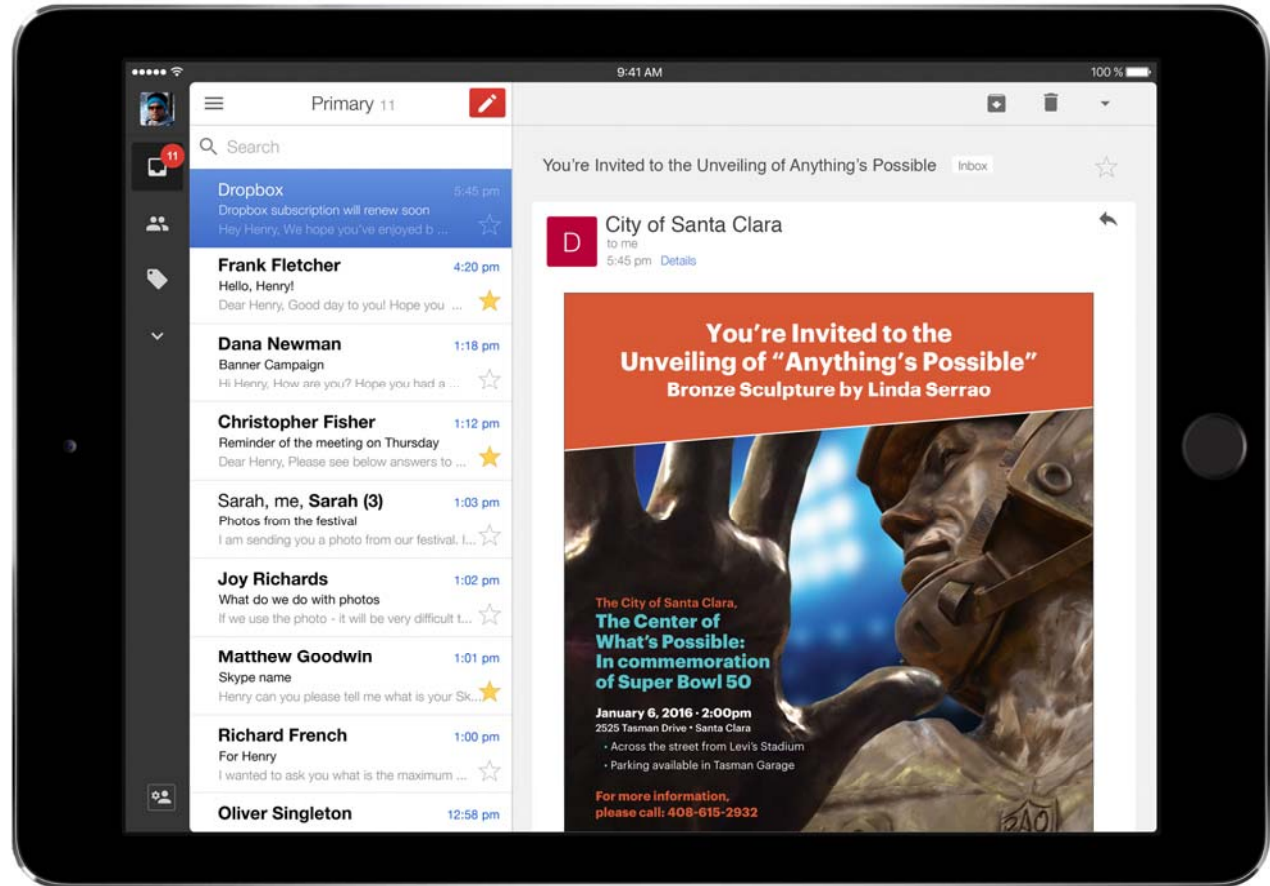 9:41 AM
100 %
Primary 11
11
Search
Dropbox 5:45 pm
Dropbox subscription will renew soon
Hey Henry, We hope you've enjoyed b ...
Frank Fletcher 4:20 pm
Hello, Henry!
Dear Henry, Good day to you! Hope you ...
Dana Newman 1:18 pm
Banner Campaign
Hi Henry, How are you? Hope you had a ...
Christopher Fisher 1:12 pm
Reminder of the meeting on Thursday
Dear Henry, Please see below answers to ...
Sarah, me, Sarah (3) 1:03 pm
Photos from the festival
I am sending you a photo from our festival. I...
Joy Richards 1:02 pm
What do we do with photos
If we use the photo - it will be very difficult t...
Matthew Goodwin 1:01 pm
Skype name
Henry can you please tell me what is your Sk...
Richard French 1:00 pm
For Henry
I wanted to ask you what is the maximum ...
Oliver Singleton 12:58 pm
You're Invited to the Unveiling of Anything's Possible Inbox
D
City of Santa Clara
to me
5:45 pm Details
You're Invited to the
Unveiling of "Anything's Possible"
Bronze Sculpture by Linda Serrao
The City of Santa Clara,
The Center of
What's Possible:
In commemoration
of Super Bowl 50
January 6, 2016 · 2:00pm
2525 Tasman Drive • Santa Clara
• Across the street from Levi's Stadium
• Parking available in Tasman Garage
For more information,
please call: 408-615-2932